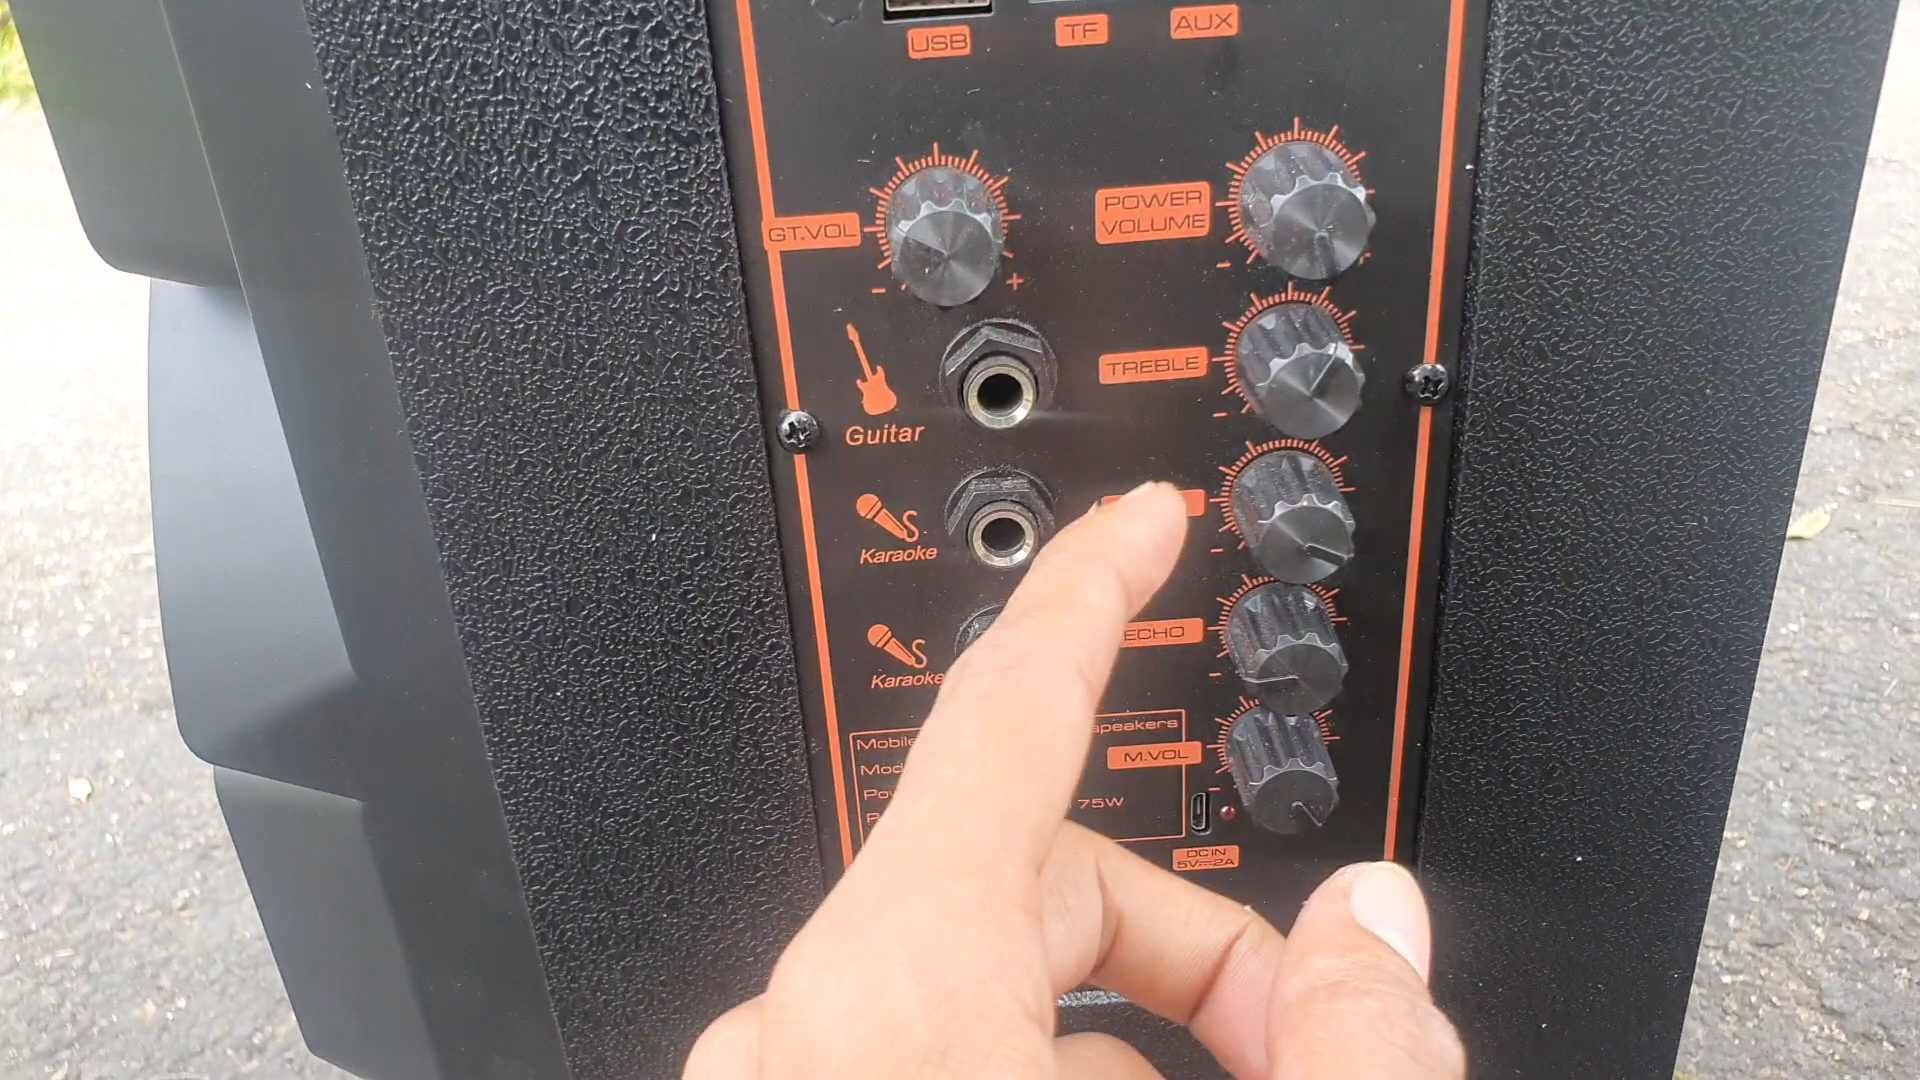 USB
TF
AUX
GT.VOL
POWER
VOLUME
- +
-
TREBLE
-
Guitar
-
Karaoke
ECHO
-
Karaoke
M.VOL
-
speakers
75W
DC IN
5V 2A